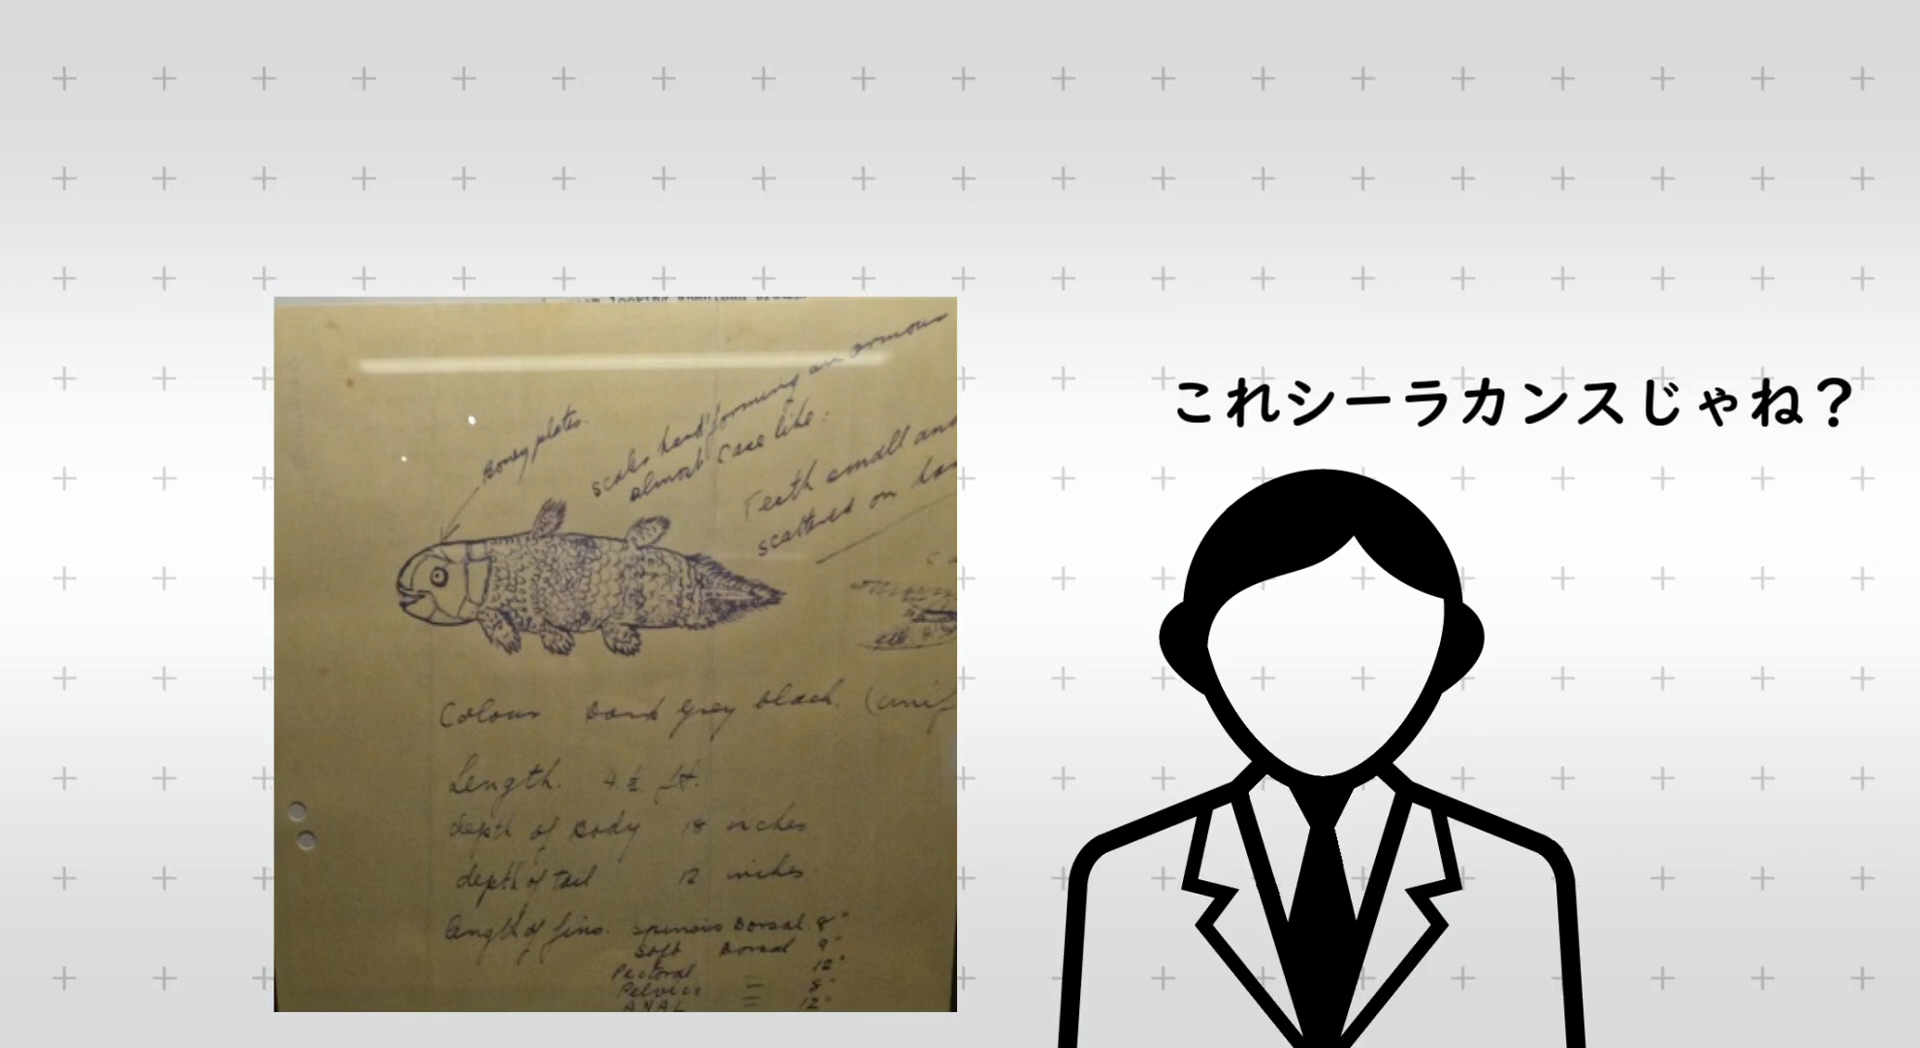 Boney plates.
scales hard forming an armour
almost case like.
Teeth small and
scattered on
Colour Dark grey black.
Length. 4 ½ ft.
depth of Body 18 inches
depth of tail 12 inches
length of fins. spinous Dorsal. 8"
Soft Dorsal 9"
Pectoral 12"
Pelvics = 8"
ANAL = 12"
これシーラカンスじゃね？